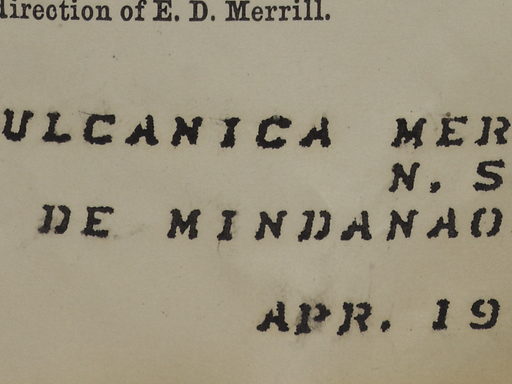 direction of E. D. Merrill.
ULCANICA MER
N. S
DE MINDANAO
APR. 19